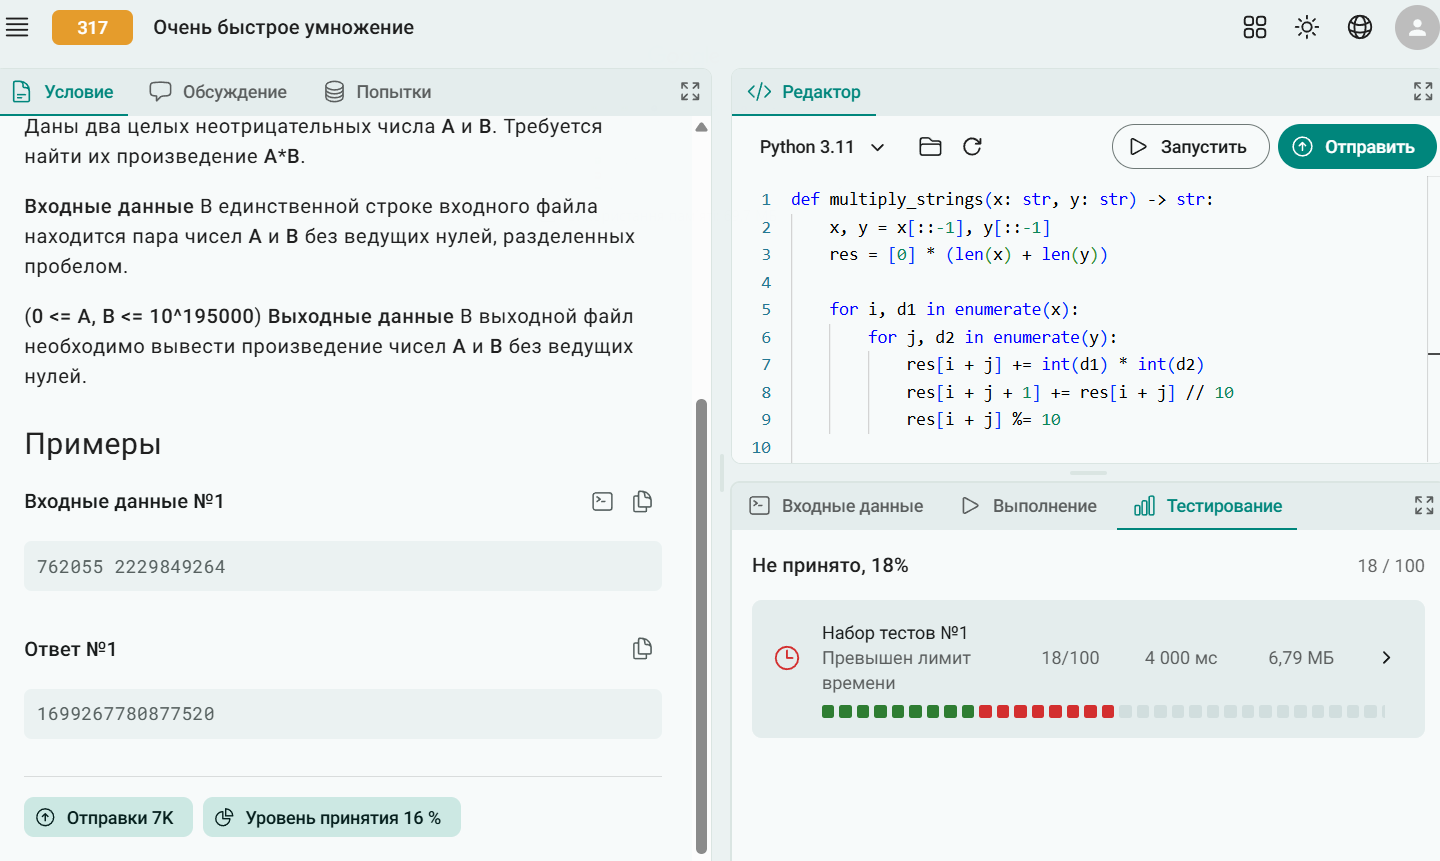 317 Очень быстрое умножение
Условие Обсуждение Попытки
Даны два целых неотрицательных числа A и B. Требуется
найти их произведение A*B.
Входные данные В единственной строке входного файла
находится пара чисел A и B без ведущих нулей, разделенных
пробелом.
(0 <= A, B <= 10^195000) Выходные данные В выходной файл
необходимо вывести произведение чисел A и B без ведущих
нулей.
Примеры
Входные данные №1
762055 2229849264
Ответ №1
1699267780877520
Отправки 7K Уровень принятия 16 %
Редактор
Python 3.11 Запустить Отправить
1 def multiply_strings(x: str, y: str) -> str:
2 x, y = x[::-1], y[::-1]
3 res = [0] * (len(x) + len(y))
4
5 for i, d1 in enumerate(x):
6 for j, d2 in enumerate(y):
7 res[i + j] += int(d1) * int(d2)
8 res[i + j + 1] += res[i + j] // 10
9 res[i + j] %= 10
10
Входные данные Выполнение Тестирование
Не принято, 18% 18 / 100
Набор тестов №1
Превышен лимит 18/100 4 000 мс 6,79 МБ
времени